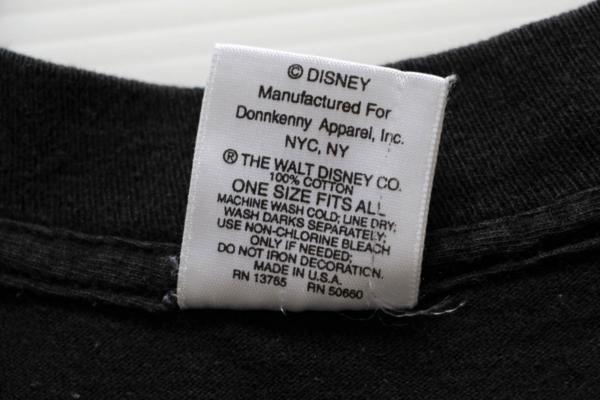 © DISNEY
Manufactured For
Donnkenny Apparel, Inc.
NYC, NY
® THE WALT DISNEY CO.
100% COTTON
ONE SIZE FITS ALL
MACHINE WASH COLD; LINE DRY;
WASH DARKS SEPARATELY;
USE NON-CHLORINE BLEACH
ONLY IF NEEDED;
DO NOT IRON DECORATION.
MADE IN U.S.A.
RN 13765 RN 50660